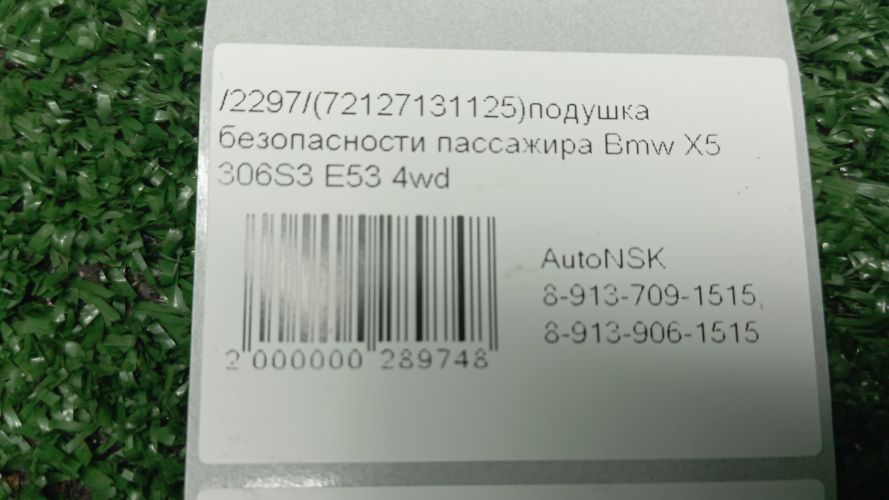 /2297/(72127131125)подушка
безопасности пассажира Bmw X5
306S3 E53 4wd
AutoNSK
8-913-709-1515,
8-913-906-1515
2 000000 289748